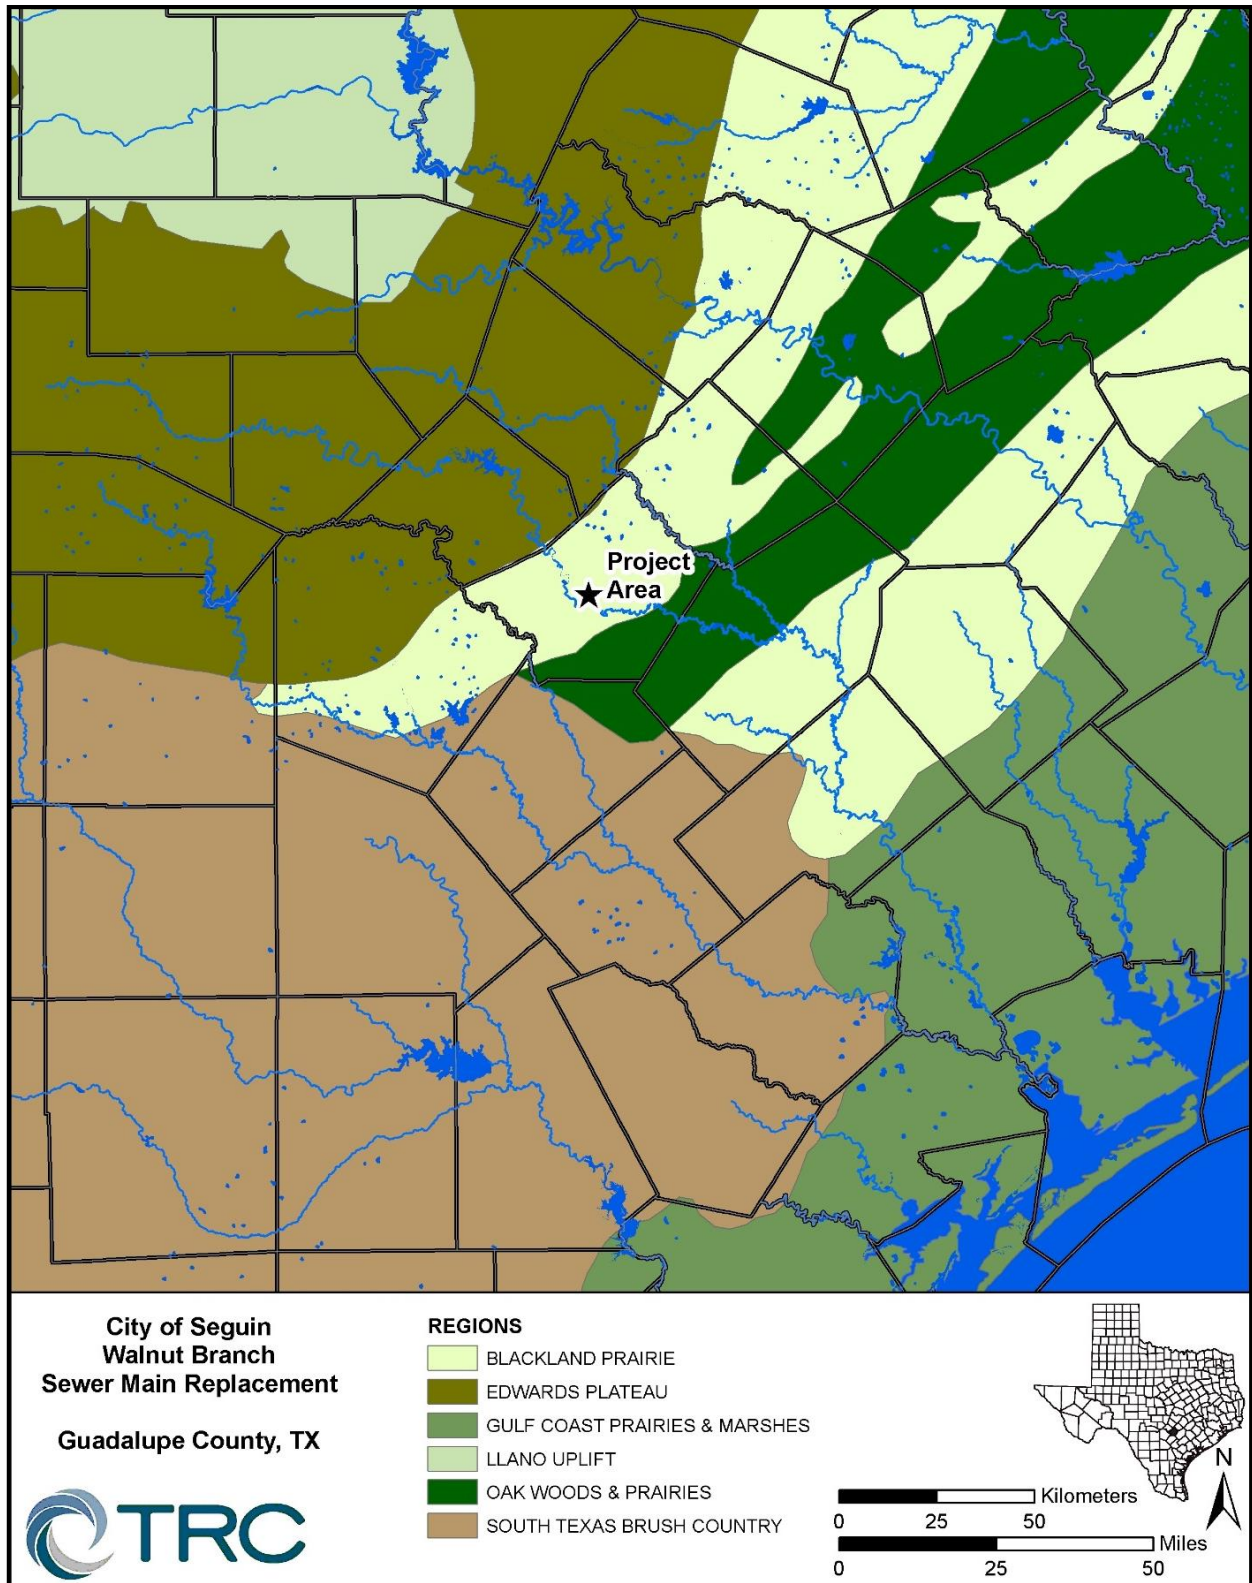 Project
Area
City of Seguin
Walnut Branch
Sewer Main Replacement
Guadalupe County, TX
TRC
REGIONS
BLACKLAND PRAIRIE
EDWARDS PLATEAU
GULF COAST PRAIRIES & MARSHES
LLANO UPLIFT
OAK WOODS & PRAIRIES
SOUTH TEXAS BRUSH COUNTRY
N
Kilometers
0 25 50
Miles
0 25 50